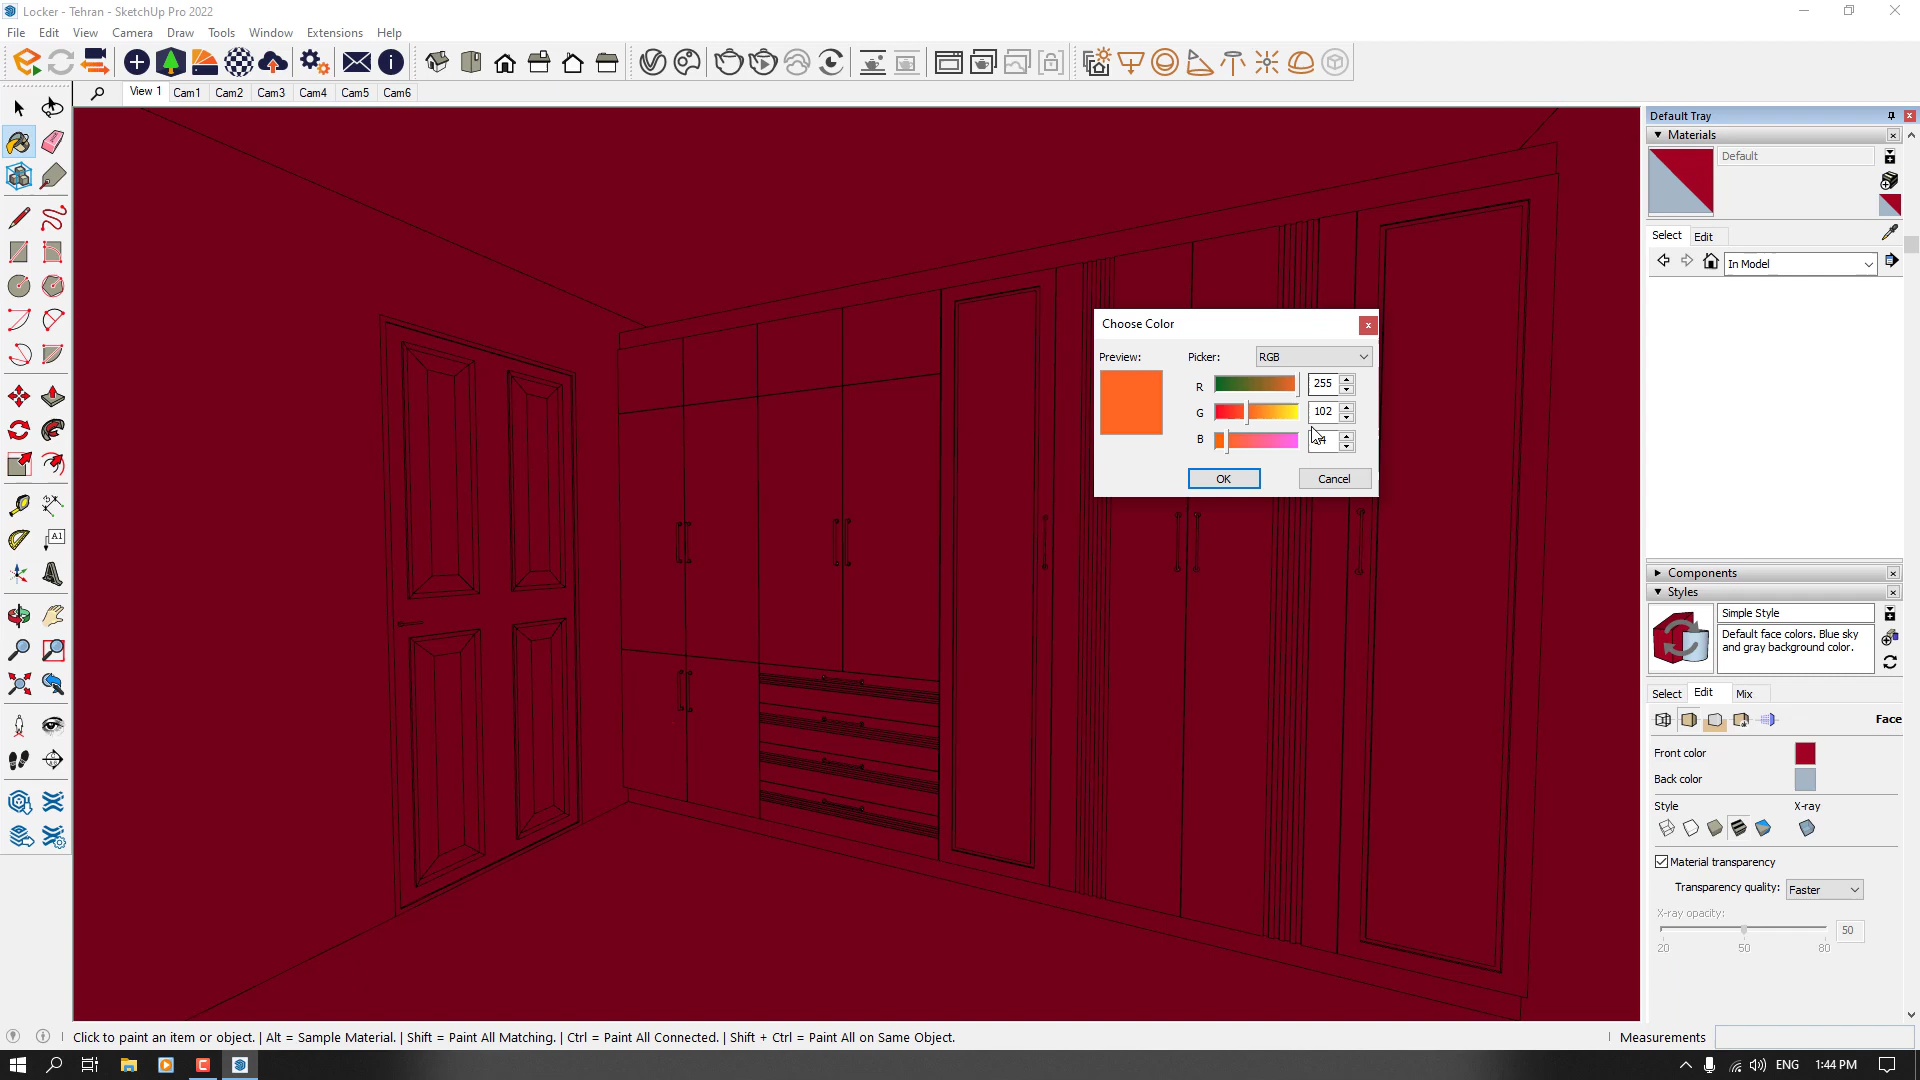 Locker - Tehran - SketchUp Pro 2022
File Edit View Camera Draw Tools Window Extensions Help
View 1 Cam1 Cam2 Cam3 Cam4 Cam5 Cam6
Default Tray
Materials
Default
Select Edit
In Model
Choose Color
Preview: Picker: RGB
R 255
G 102
B
OK Cancel
A1
Components
Styles
Simple Style
Default face colors. Blue sky
and gray background color.
Select Edit Mix
Face
Front color
Back color
Style X-ray
Material transparency
Transparency quality: Faster
X-ray opacity:
50
20 50 80
Click to paint an item or object. | Alt = Sample Material. | Shift = Paint All Matching. | Ctrl = Paint All Connected. | Shift + Ctrl = Paint All on Same Object.
Measurements
ENG 1:44 PM